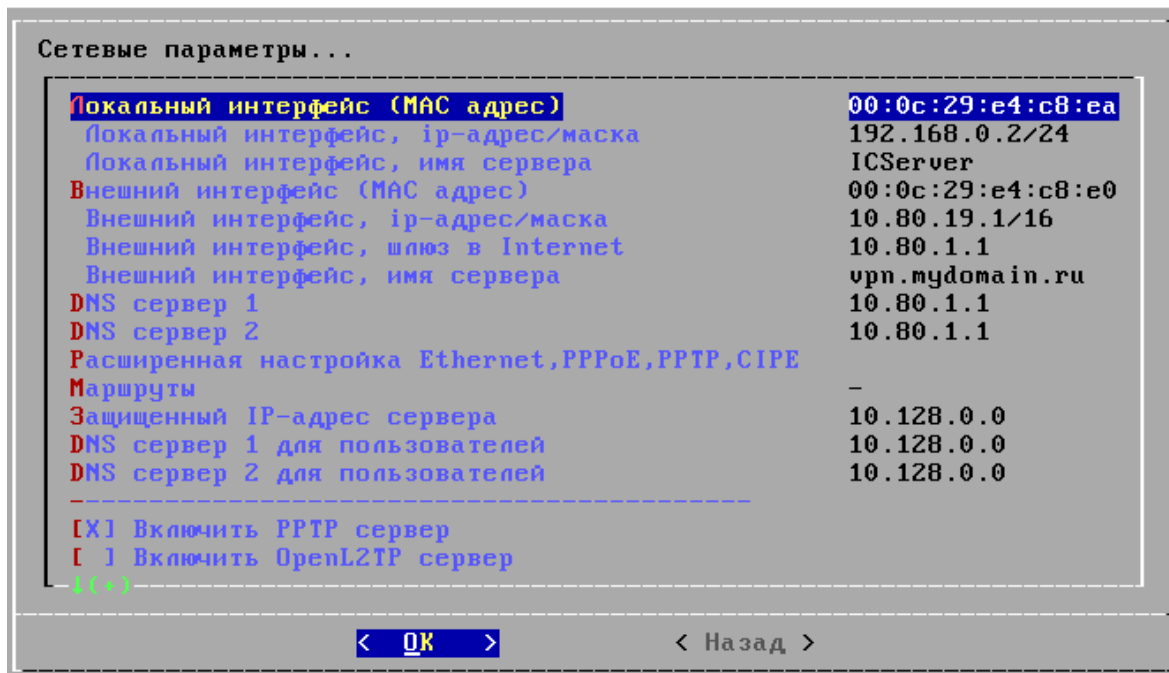 Сетевые параметры...
Локальный интерфейс (MAC адрес) 00:0c:29:e4:c8:ea
Локальный интерфейс, ip-адрес/маска 192.168.0.2/24
Локальный интерфейс, имя сервера ICServer
Внешний интерфейс (MAC адрес) 00:0c:29:e4:c8:e0
Внешний интерфейс, ip-адрес/маска 10.80.19.1/16
Внешний интерфейс, шлюз в Internet 10.80.1.1
Внешний интерфейс, имя сервера vpn.mydomain.ru
DNS сервер 1 10.80.1.1
DNS сервер 2 10.80.1.1
Расширенная настройка Ethernet,PPPoE,PPTP,CIPE
Маршруты -
Защищенный IP-адрес сервера 10.128.0.0
DNS сервер 1 для пользователей 10.128.0.0
DNS сервер 2 для пользователей 10.128.0.0
-------------------------------------------
[X] Включить PPTP сервер
[ ] Включить OpenL2TP сервер
↓(+)
< OK > < Назад >